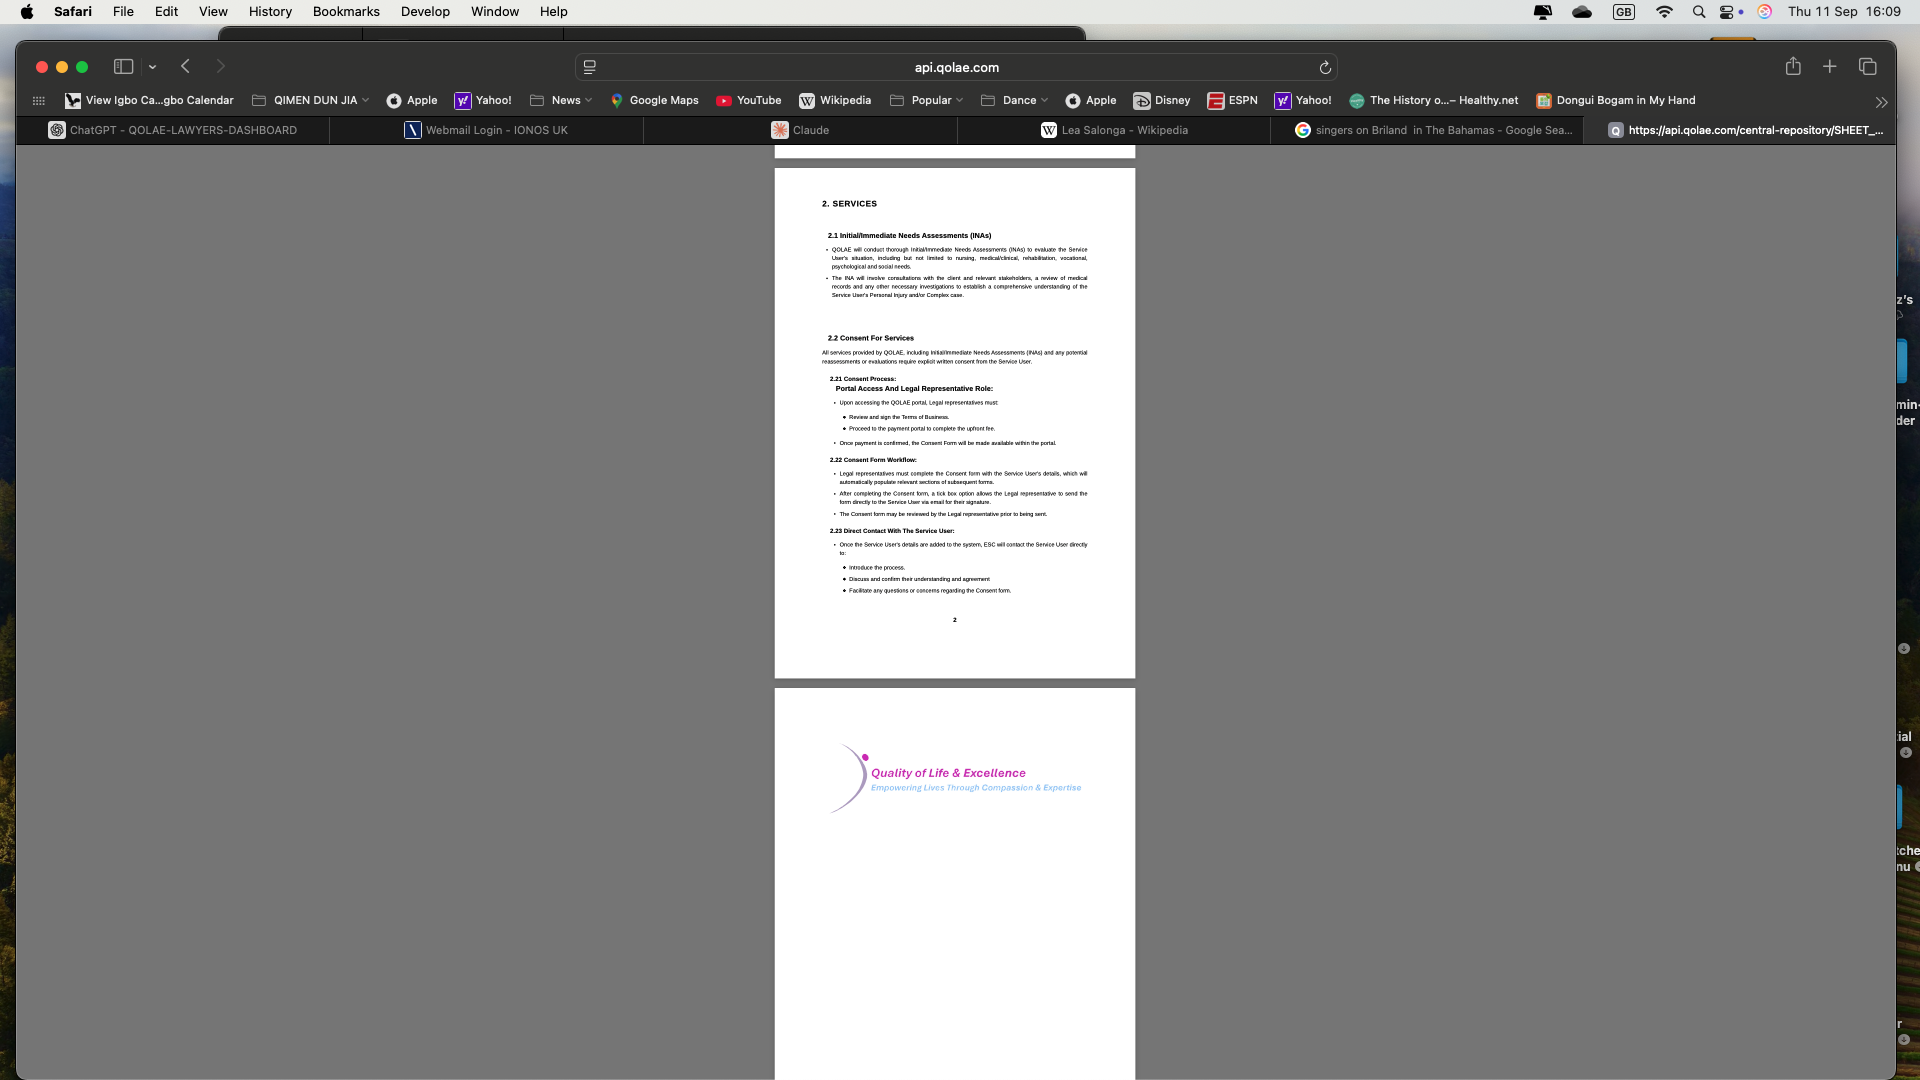 Safari File Edit View History Bookmarks Develop Window Help
GB
Thu 11 Sep 16:09
api.qolae.com
View Igbo Ca...gbo Calendar
QIMEN DUN JIA
Apple
Yahoo!
News
Google Maps
YouTube
Wikipedia
Popular
Dance
Apple
Disney
ESPN
Yahoo!
The History o...– Healthy.net
Dongui Bogam in My Hand
ChatGPT - QOLAE-LAWYERS-DASHBOARD
Webmail Login - IONOS UK
Claude
Lea Salonga - Wikipedia
singers on Briland in The Bahamas - Google Sea...
https://api.qolae.com/central-repository/SHEET_...
2. SERVICES
2.1 Initial/Immediate Needs Assessments (INAs)
• QOLAE will conduct thorough Initial/Immediate Needs Assessments (INAs) to evaluate the Service
User's situation, including but not limited to nursing, medical/clinical, rehabilitation, vocational,
psychological and social needs.
• The INA will involve consultations with the client and relevant stakeholders, a review of medical
records and any other necessary investigations to establish a comprehensive understanding of the
Service User's Personal Injury and/or Complex case.
2.2 Consent For Services
All services provided by QOLAE, including Initial/Immediate Needs Assessments (INAs) and any potential
reassessments or evaluations require explicit written consent from the Service User.
2.21 Consent Process:
Portal Access And Legal Representative Role:
• Upon accessing the QOLAE portal, Legal representatives must:
• Review and sign the Terms of Business.
• Proceed to the payment portal to complete the upfront fee.
• Once payment is confirmed, the Consent Form will be made available within the portal.
2.22 Consent Form Workflow:
• Legal representatives must complete the Consent form with the Service User's details, which will
automatically populate relevant sections of subsequent forms.
• After completing the Consent form, a tick box option allows the Legal representative to send the
form directly to the Service User via email for their signature.
• The Consent form may be reviewed by the Legal representative prior to being sent.
2.23 Direct Contact With The Service User:
• Once the Service User's details are added to the system, ESC will contact the Service User directly
to:
• Introduce the process.
• Discuss and confirm their understanding and agreement
• Facilitate any questions or concerns regarding the Consent form.
2
Quality of Life & Excellence
Empowering Lives Through Compassion & Expertise